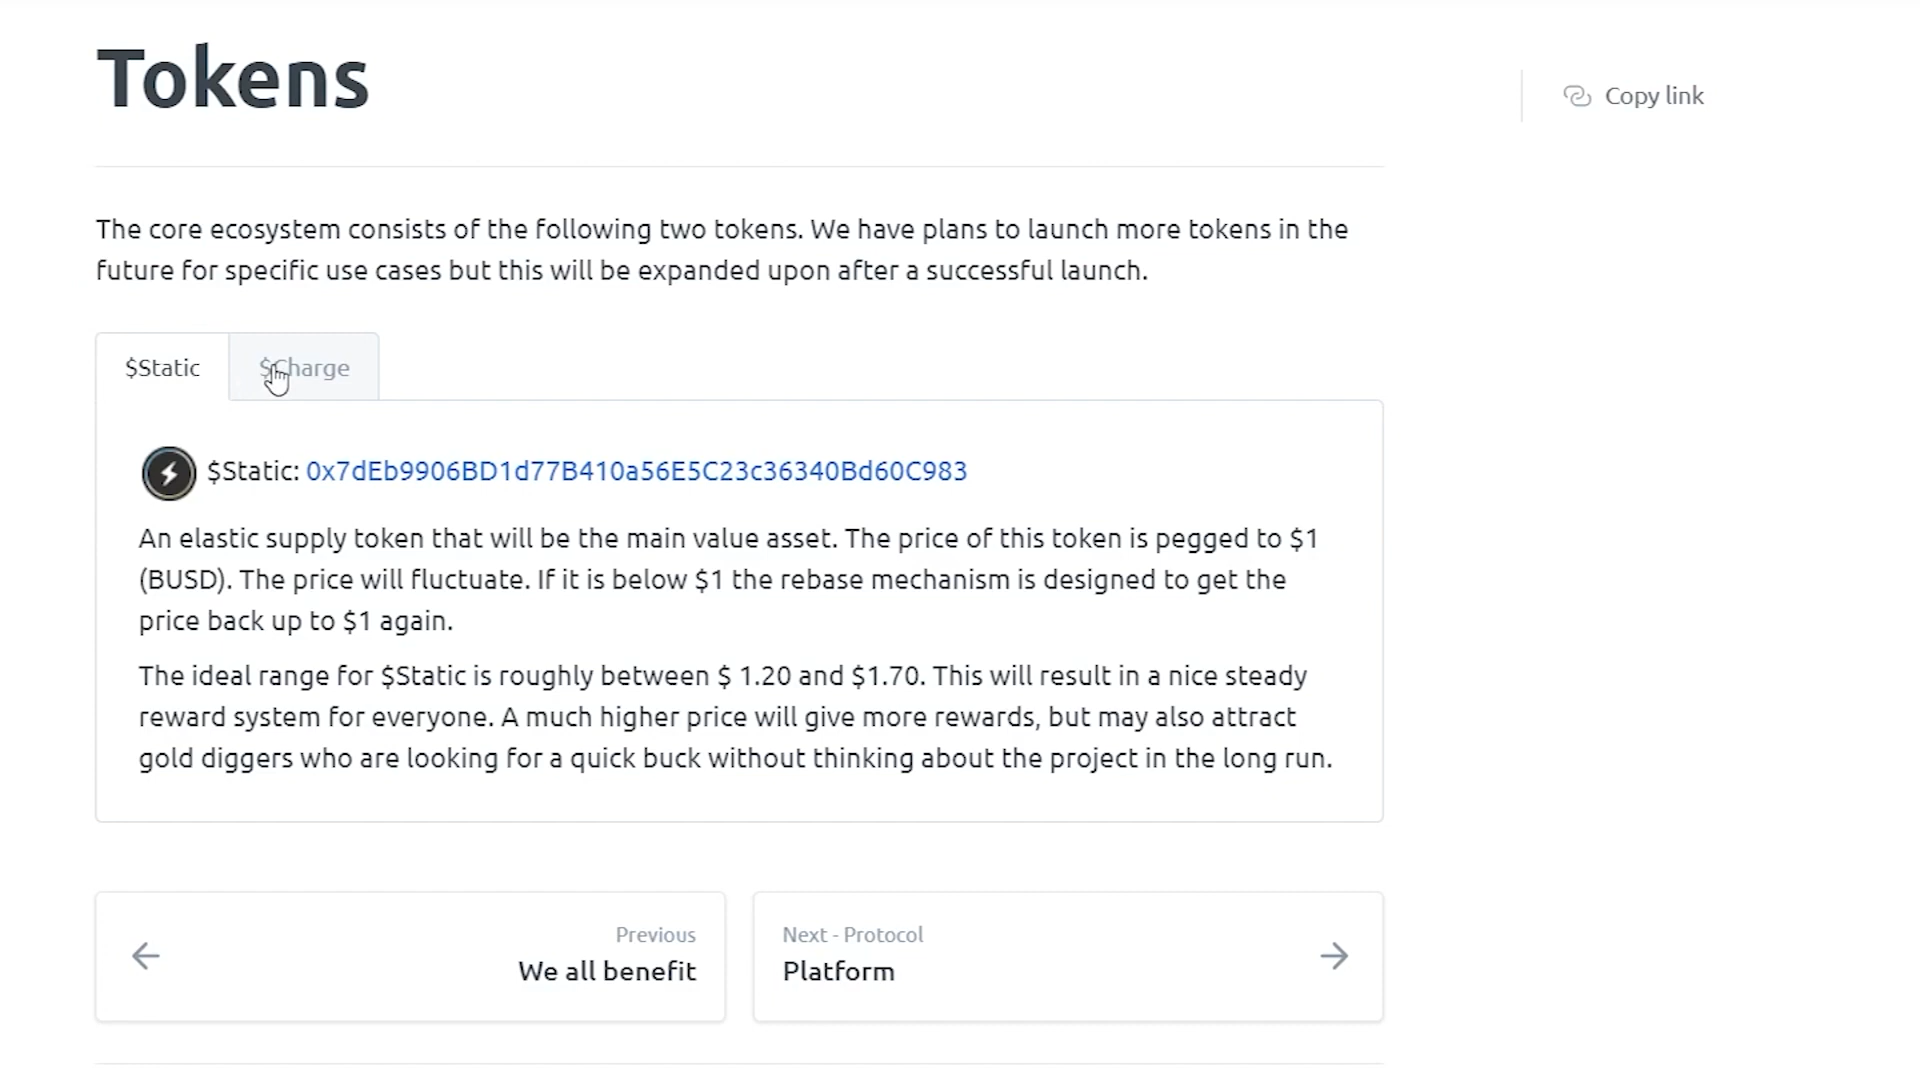 Tokens
Copy link
The core ecosystem consists of the following two tokens. We have plans to launch more tokens in the
future for specific use cases but this will be expanded upon after a successful launch.
$Static
$Charge
$Static: 0x7dEb9906BD1d77B410a56E5C23c36340Bd60C983
An elastic supply token that will be the main value asset. The price of this token is pegged to $1
(BUSD). The price will fluctuate. If it is below $1 the rebase mechanism is designed to get the
price back up to $1 again.
The ideal range for $Static is roughly between $ 1.20 and $1.70. This will result in a nice steady
reward system for everyone. A much higher price will give more rewards, but may also attract
gold diggers who are looking for a quick buck without thinking about the project in the long run.
Previous
We all benefit
Next - Protocol
Platform